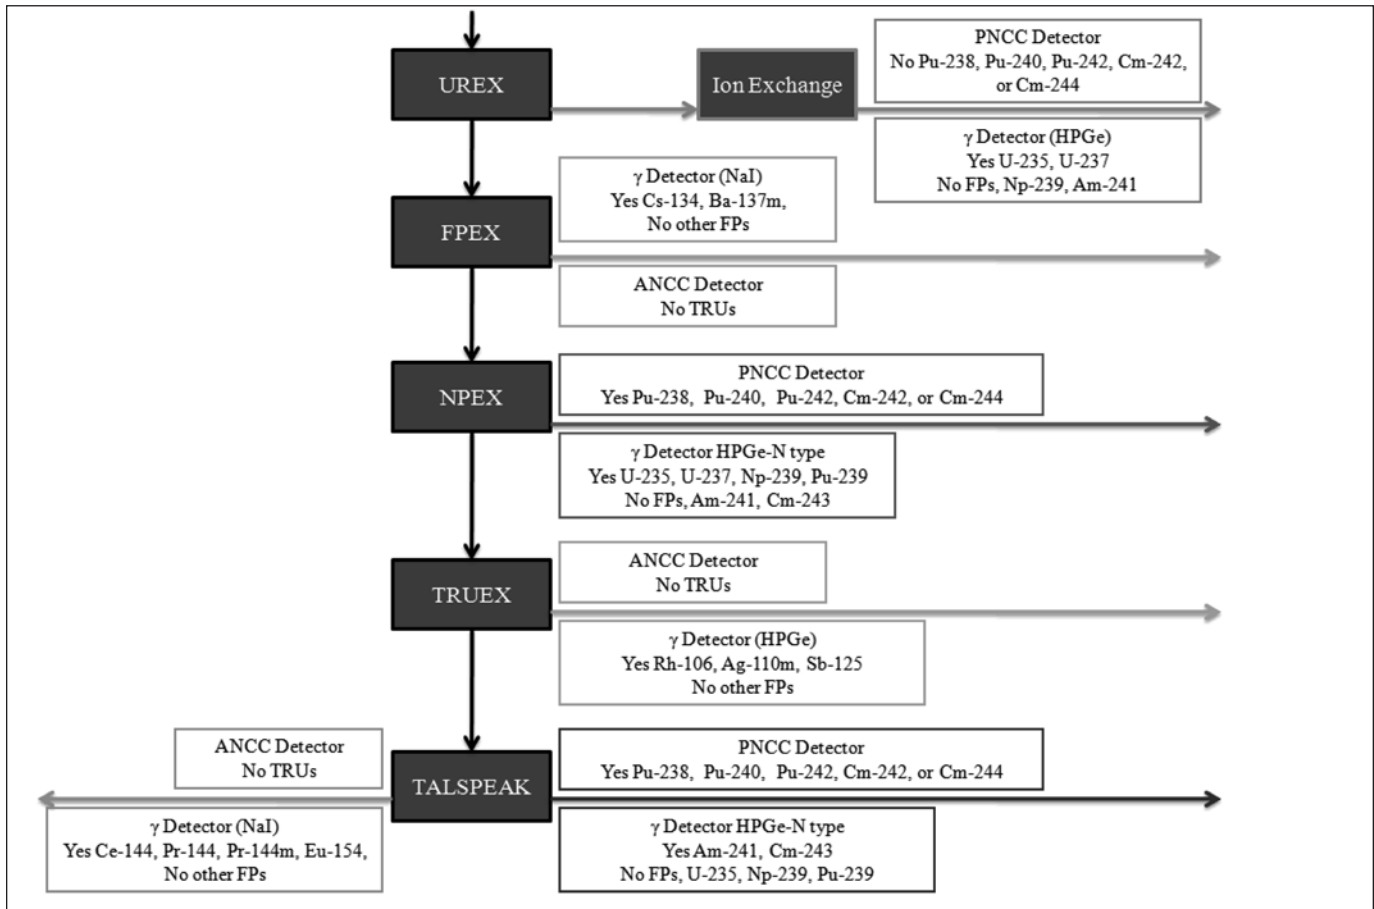 UREX
Ion Exchange
PNCC Detector
No Pu-238, Pu-240, Pu-242, Cm-242,
or Cm-244
γ Detector (HPGe)
Yes U-235, U-237
No FPs, Np-239, Am-241
γ Detector (NaI)
Yes Cs-134, Ba-137m,
No other FPs
FPEX
ANCC Detector
No TRUs
PNCC Detector
Yes Pu-238, Pu-240, Pu-242, Cm-242, or Cm-244
NPEX
γ Detector HPGe-N type
Yes U-235, U-237, Np-239, Pu-239
No FPs, Am-241, Cm-243
ANCC Detector
No TRUs
TRUEX
γ Detector (HPGe)
Yes Rh-106, Ag-110m, Sb-125
No other FPs
ANCC Detector
No TRUs
PNCC Detector
Yes Pu-238, Pu-240, Pu-242, Cm-242, or Cm-244
TALSPEAK
γ Detector (NaI)
Yes Ce-144, Pr-144, Pr-144m, Eu-154,
No other FPs
γ Detector HPGe-N type
Yes Am-241, Cm-243
No FPs, U-235, Np-239, Pu-239